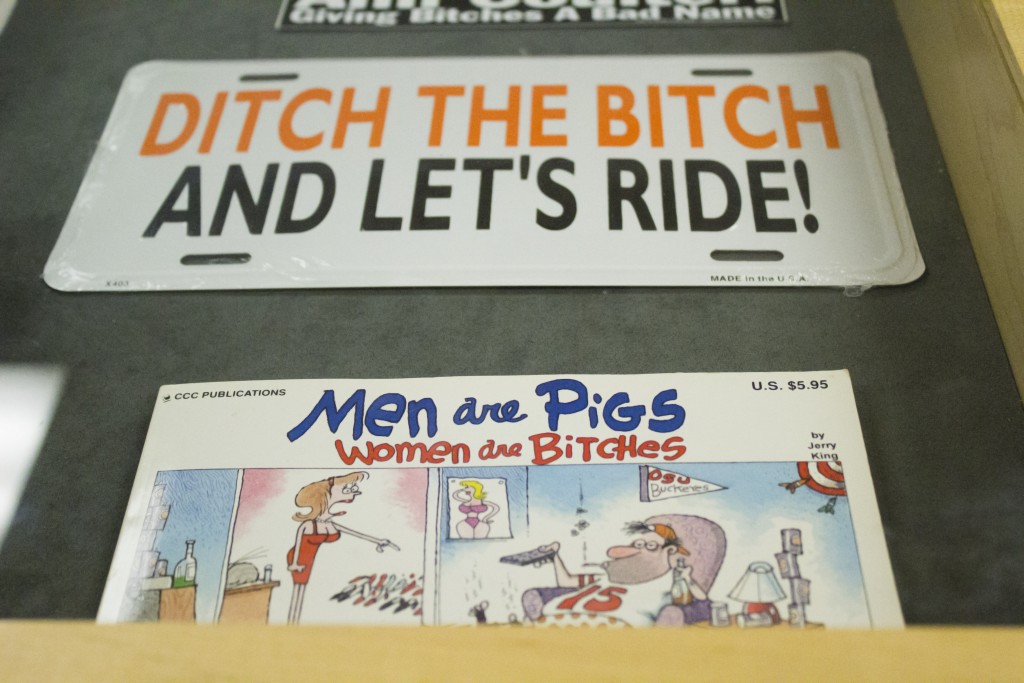 Giving Bitches A Bad Name
DITCH THE BITCH
AND LET'S RIDE!
X403
MADE in the U.S.A.
CCC PUBLICATIONS
U.S. $5.95
Men are Pigs
Women are Bitches
by
Jerry
King
OSU
Buckeyes
15